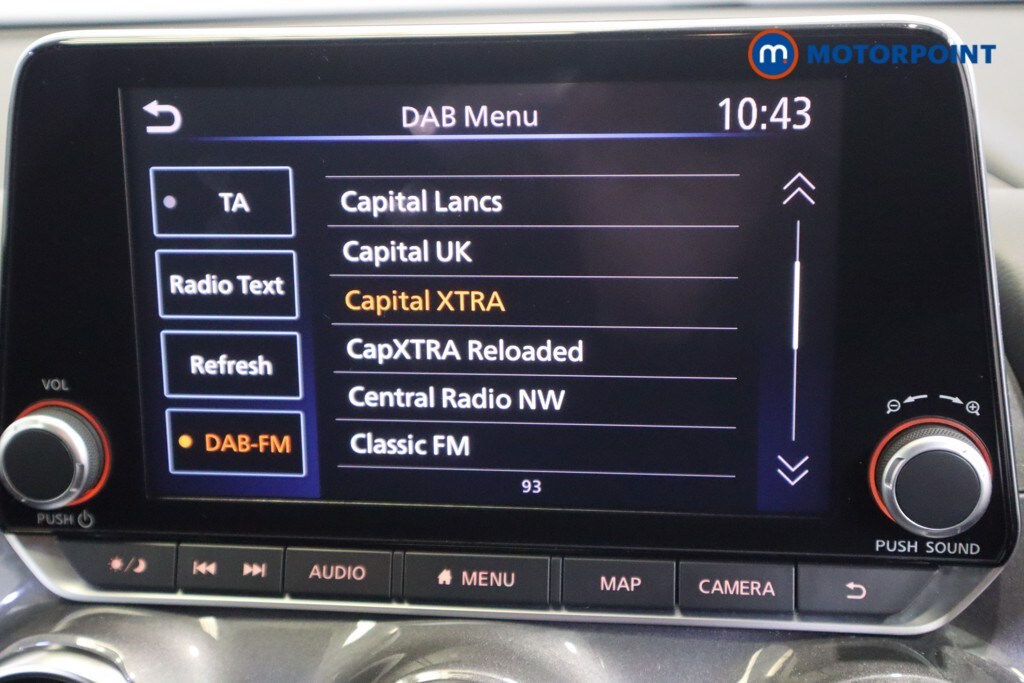 m MOTORPOINT
DAB Menu 10:43
TA
Radio Text
Refresh
DAB-FM
Capital Lancs
Capital UK
Capital XTRA
CapXTRA Reloaded
Central Radio NW
Classic FM
93
VOL
PUSH
PUSH SOUND
AUDIO
MENU
MAP
CAMERA